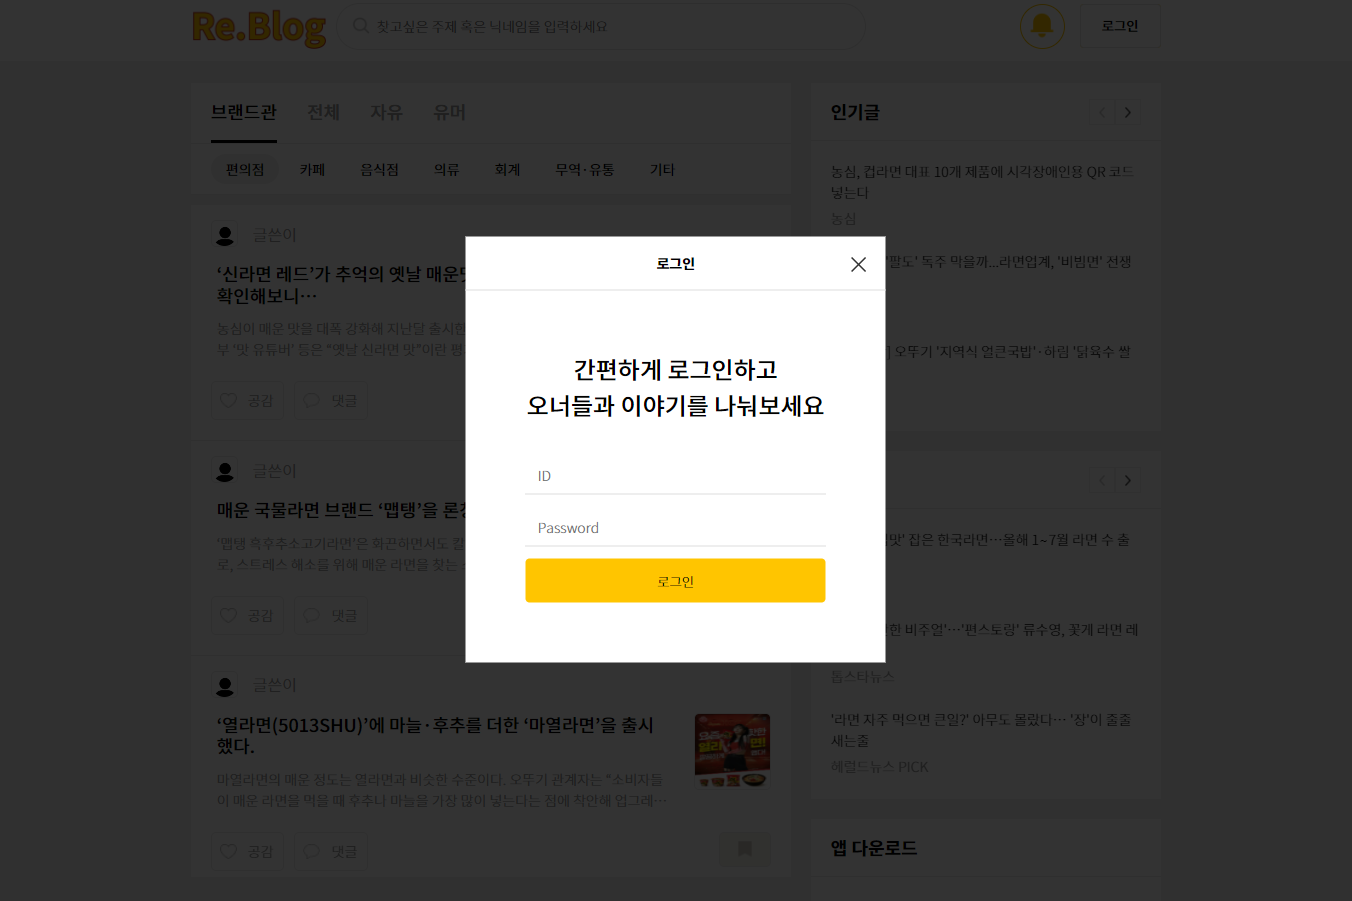 Re.Blog
찾고싶은 주제 혹은 닉네임을 입력하세요
로그인
브랜드관 전체 자유 유머
편의점 카페 음식점 의류 회계 무역·유통 기타
글쓴이
‘신라면 레드’가 추억의 옛날 매운맛
확인해보니…
농심이 매운 맛을 대폭 강화해 지난달 출시한
부 ‘맛 유튜버’ 등은 “옛날 신라면 맛”이란 평
공감 댓글
글쓴이
매운 국물라면 브랜드 ‘맵탱’을 론칭
‘맵탱 흑후추소고기라면’은 화끈하면서도 칼
로, 스트레스 해소를 위해 매운 라면을 찾는
공감 댓글
글쓴이
‘열라면(5013SHU)’에 마늘·후추를 더한 ‘마열라면’을 출시
했다.
마열라면의 매운 정도는 열라면과 비슷한 수준이다. 오뚜기 관계자는 “소비자들
이 매운 라면을 먹을 때 후추나 마늘을 가장 많이 넣는다는 점에 착안해 업그레…
공감 댓글
로그인
간편하게 로그인하고
오너들과 이야기를 나눠보세요
ID
Password
로그인
인기글
농심, 컵라면 대표 10개 제품에 시각장애인용 QR 코드
넣는다
농심
'팔도' 독주 막을까...라면업계, '비빔면' 전쟁
] 오뚜기 '지역식 얼큰국밥'·하림 '닭육수 쌀
맛' 잡은 한국라면…올해 1~7월 라면 수 출
한 비주얼'…'편스토랑' 류수영, 꽃게 라면 레
톱스타뉴스
'라면 자주 먹으면 큰일?' 아무도 몰랐다… '장'이 줄줄
새는줄
헤럴드뉴스 PICK
앱 다운로드